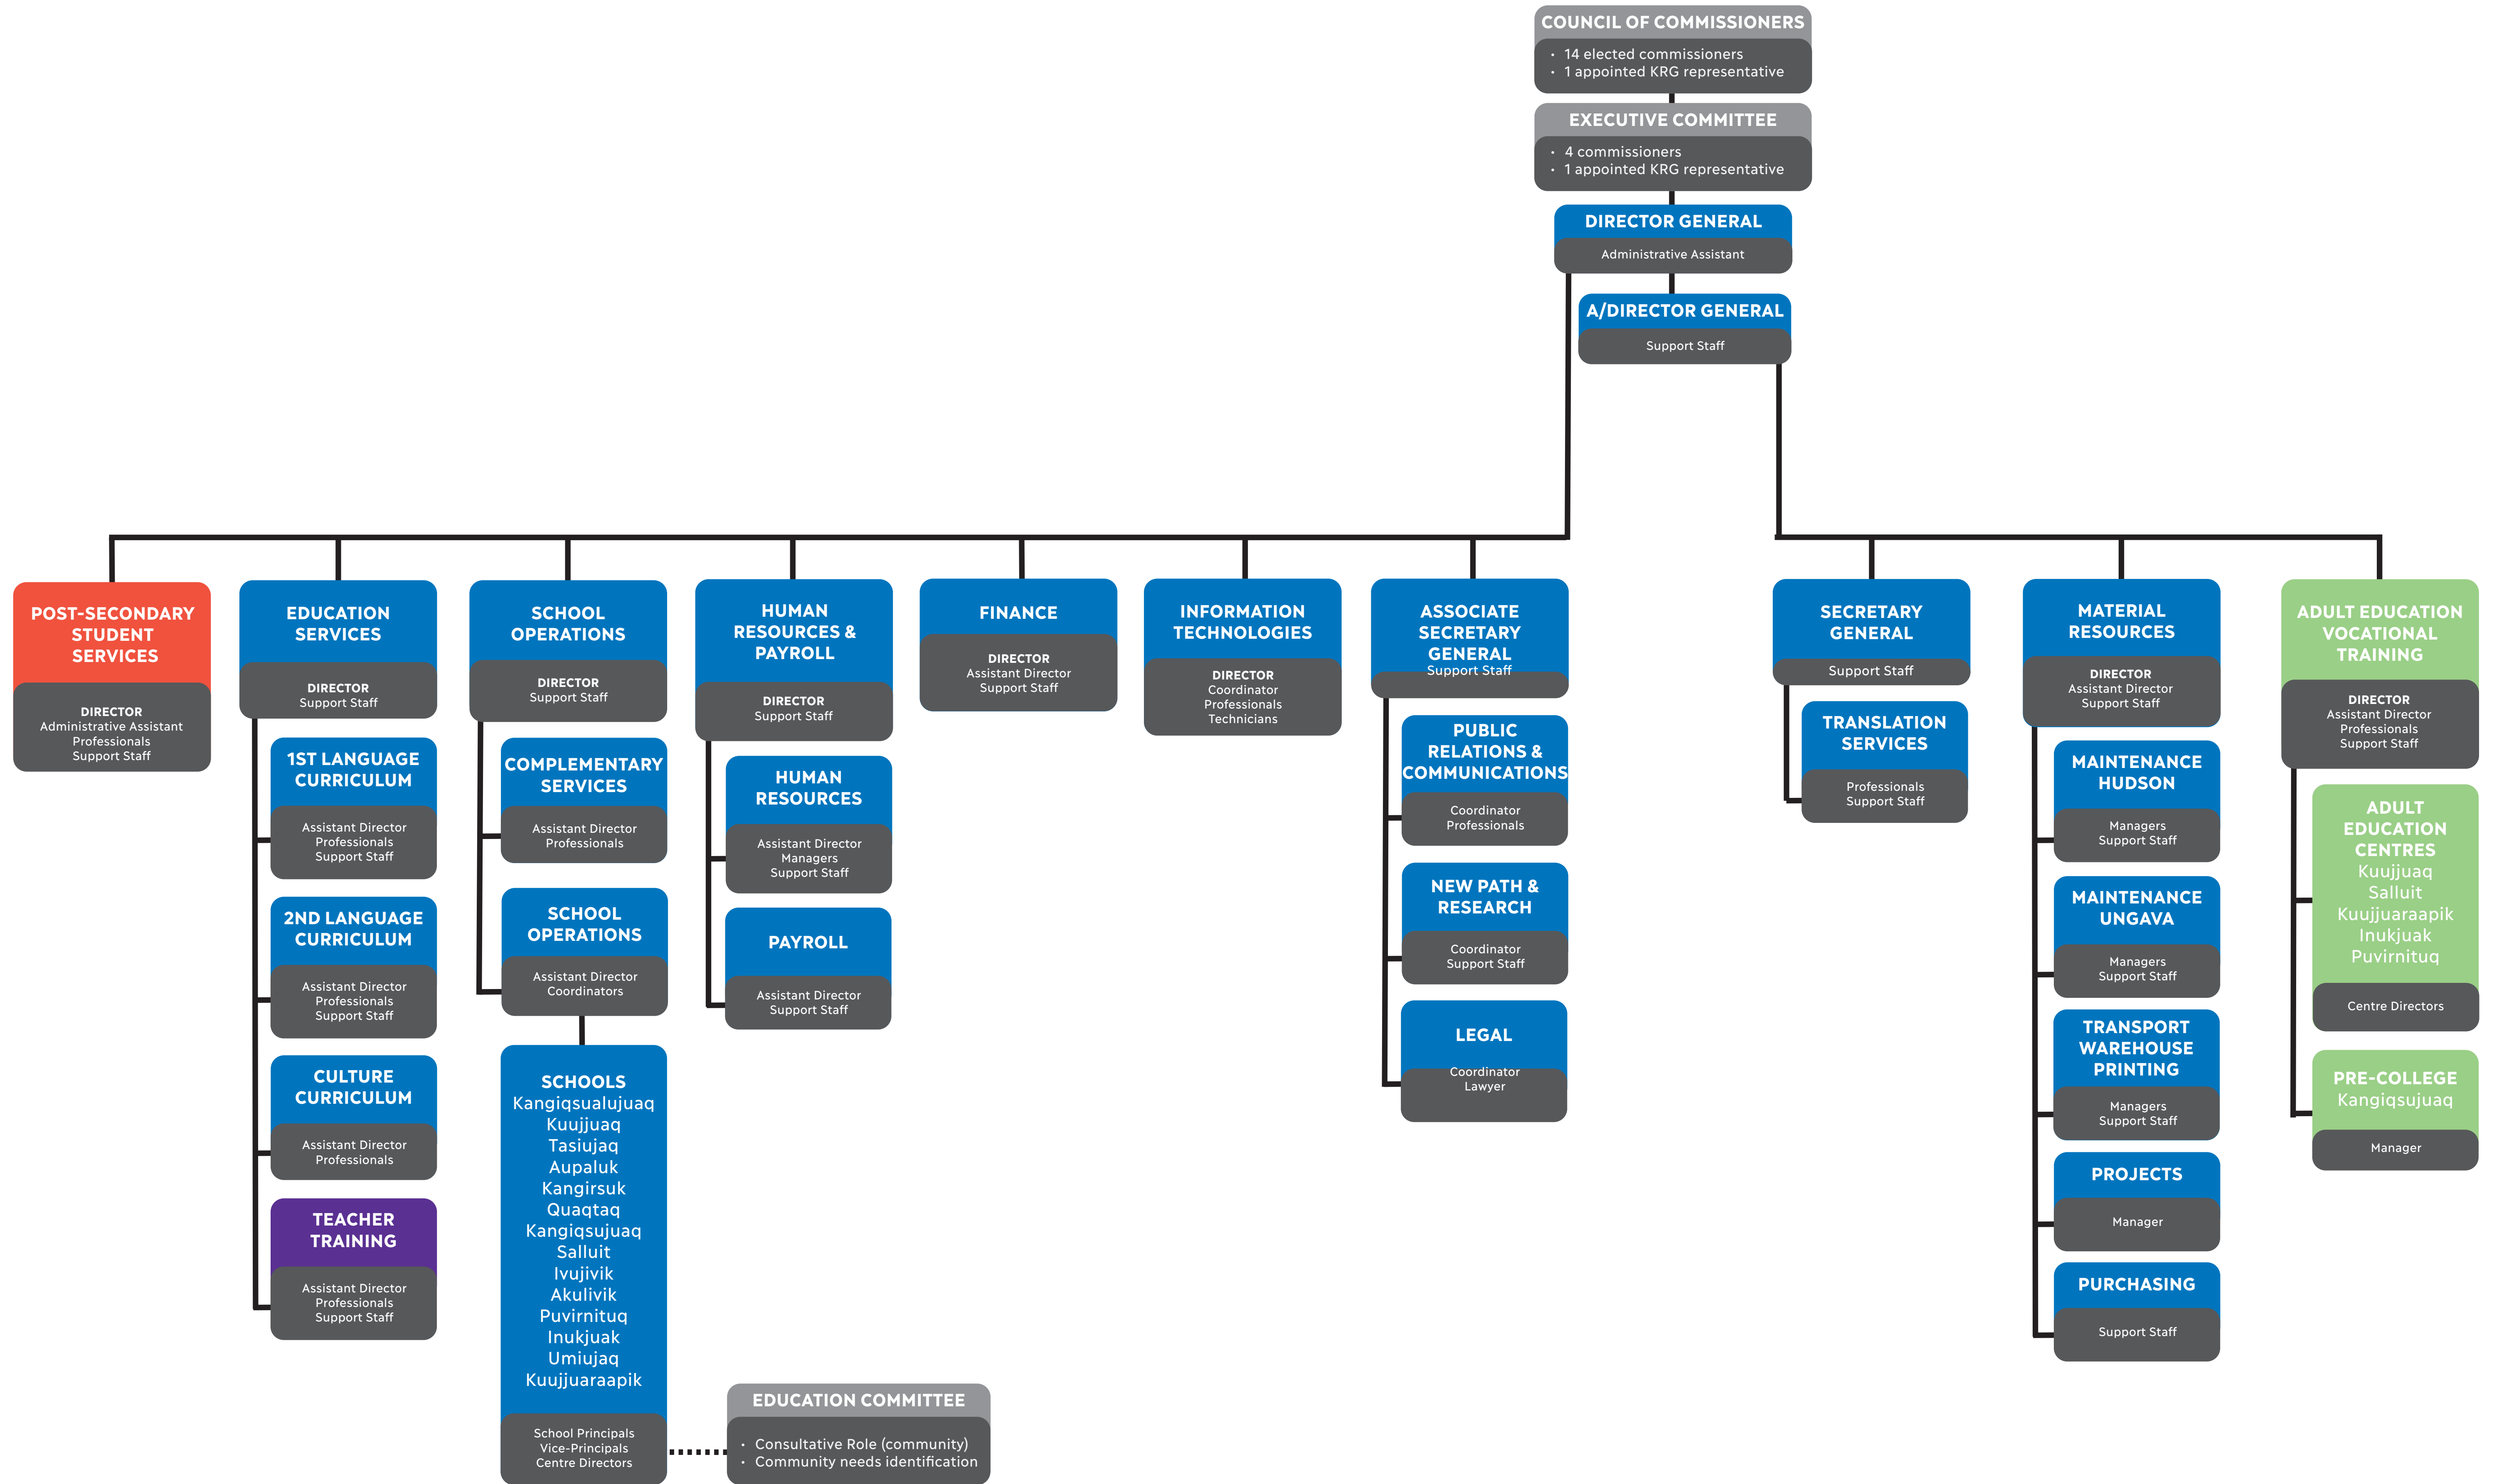 COUNCIL OF COMMISSIONERS
• 14 elected commissioners
• 1 appointed KRG representative
EXECUTIVE COMMITTEE
• 4 commissioners
• 1 appointed KRG representative
DIRECTOR GENERAL
Administrative Assistant
A/DIRECTOR GENERAL
Support Staff
POST-SECONDARY
STUDENT
SERVICES
DIRECTOR
Administrative Assistant
Professionals
Support Staff
EDUCATION
SERVICES
DIRECTOR
Support Staff
1ST LANGUAGE
CURRICULUM
Assistant Director
Professionals
Support Staff
2ND LANGUAGE
CURRICULUM
Assistant Director
Professionals
Support Staff
CULTURE
CURRICULUM
Assistant Director
Professionals
TEACHER
TRAINING
Assistant Director
Professionals
Support Staff
SCHOOL
OPERATIONS
DIRECTOR
Support Staff
COMPLEMENTARY
SERVICES
Assistant Director
Professionals
SCHOOL
OPERATIONS
Assistant Director
Coordinators
SCHOOLS
Kangiqsualujuaq
Kuujjuaq
Tasiujaq
Aupaluk
Kangirsuk
Quaqtaq
Kangiqsujuaq
Salluit
Ivujivik
Akulivik
Puvirnituq
Inukjuak
Umiujaq
Kuujjuaraapik
School Principals
Vice-Principals
Centre Directors
EDUCATION COMMITTEE
• Consultative Role (community)
• Community needs identification
HUMAN
RESOURCES &
PAYROLL
DIRECTOR
Support Staff
HUMAN
RESOURCES
Assistant Director
Managers
Support Staff
PAYROLL
Assistant Director
Support Staff
FINANCE
DIRECTOR
Assistant Director
Support Staff
INFORMATION
TECHNOLOGIES
DIRECTOR
Coordinator
Professionals
Technicians
ASSOCIATE
SECRETARY
GENERAL
Support Staff
PUBLIC
RELATIONS &
COMMUNICATIONS
Coordinator
Professionals
NEW PATH &
RESEARCH
Coordinator
Support Staff
LEGAL
Coordinator
Lawyer
SECRETARY
GENERAL
Support Staff
TRANSLATION
SERVICES
Professionals
Support Staff
MATERIAL
RESOURCES
DIRECTOR
Assistant Director
Support Staff
MAINTENANCE
HUDSON
Managers
Support Staff
MAINTENANCE
UNGAVA
Managers
Support Staff
TRANSPORT
WAREHOUSE
PRINTING
Managers
Support Staff
PROJECTS
Manager
PURCHASING
Support Staff
ADULT EDUCATION
VOCATIONAL
TRAINING
DIRECTOR
Assistant Director
Professionals
Support Staff
ADULT
EDUCATION
CENTRES
Kuujjuaq
Salluit
Kuujjuaraapik
Inukjuak
Puvirnituq
Centre Directors
PRE-COLLEGE
Kangiqsujuaq
Manager